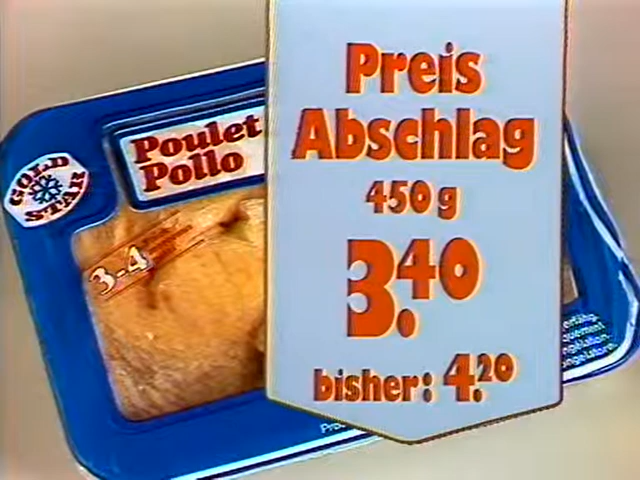 Preis
Abschlag
450 g
3.40
bisher: 4.20
Poulet
Pollo
GOLD
STAR
3-4